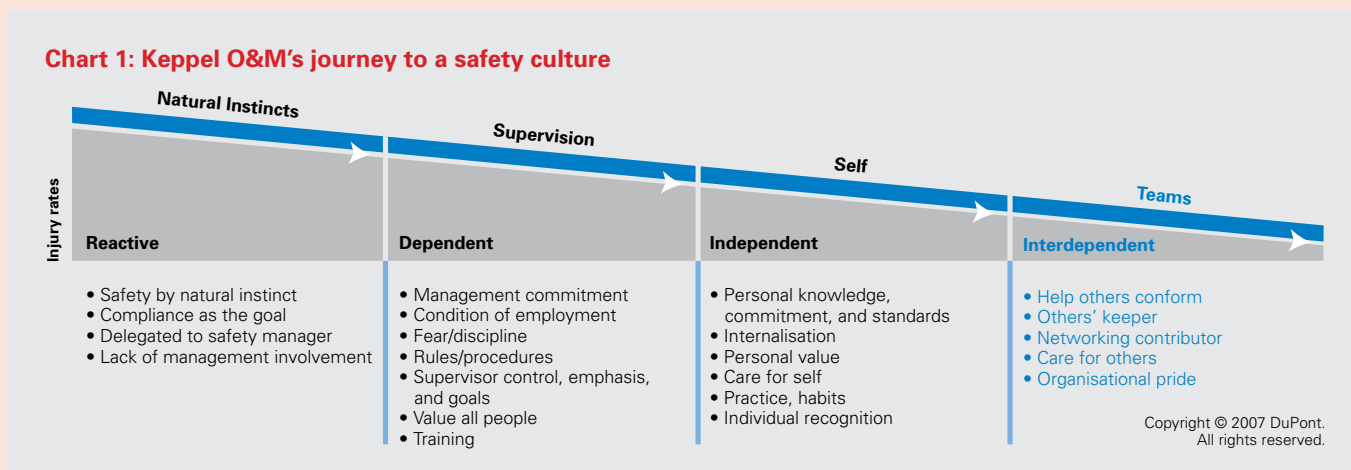 Chart 1: Keppel O&M’s journey to a safety culture
Natural Instincts
Supervision
Self
Teams
Injury rates
Reactive
• Safety by natural instinct
• Compliance as the goal
• Delegated to safety manager
• Lack of management involvement
Dependent
• Management commitment
• Condition of employment
• Fear/discipline
• Rules/procedures
• Supervisor control, emphasis,
and goals
• Value all people
• Training
Independent
• Personal knowledge,
commitment, and standards
• Internalisation
• Personal value
• Care for self
• Practice, habits
• Individual recognition
Interdependent
• Help others conform
• Others’ keeper
• Networking contributor
• Care for others
• Organisational pride
Copyright © 2007 DuPont.
All rights reserved.